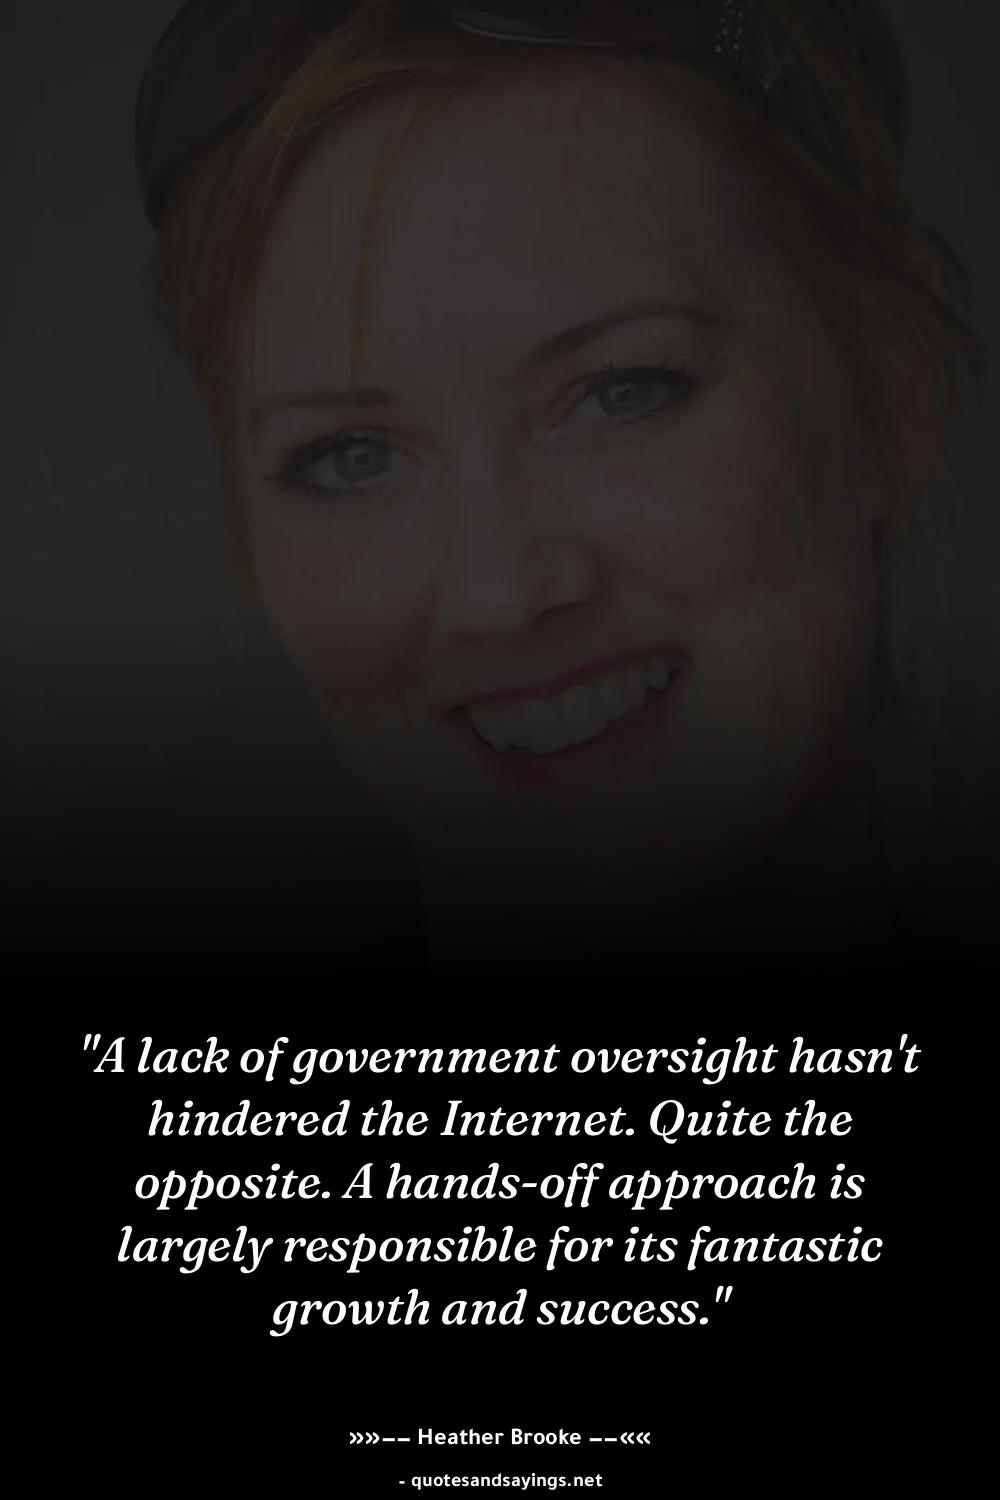 "A lack of government oversight hasn't
hindered the Internet. Quite the
opposite. A hands-off approach is
largely responsible for its fantastic
growth and success."
»»−− Heather Brooke −−««
- quotesandsayings.net